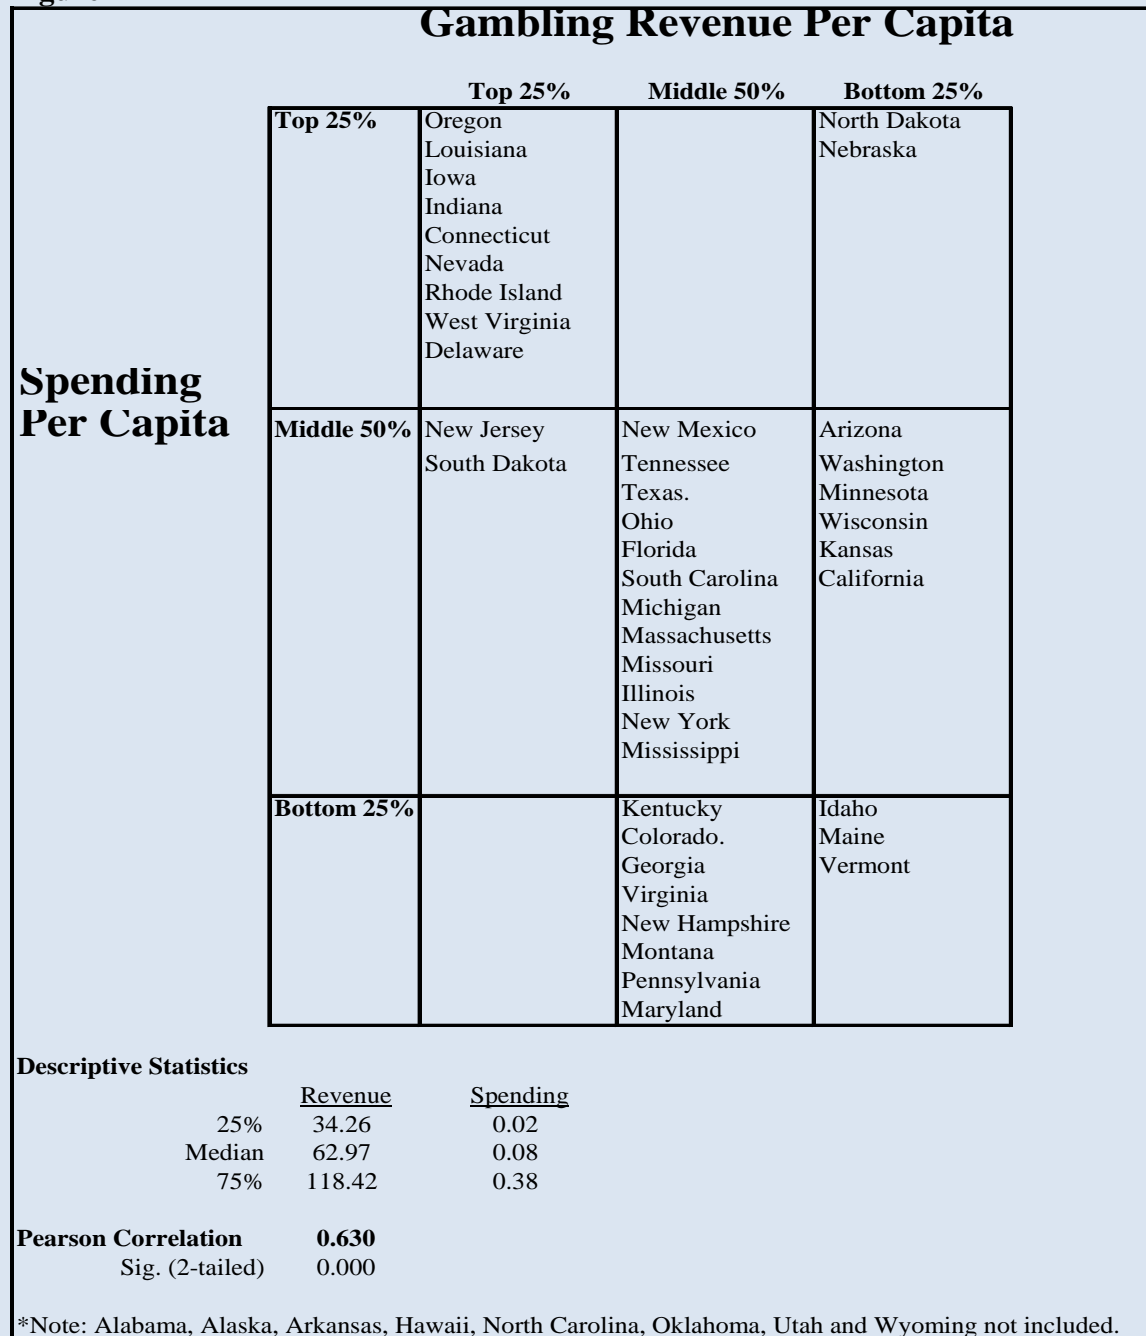 Gambling Revenue Per Capita
Top 25% Middle 50% Bottom 25%
Top 25% Oregon North Dakota
Louisiana Nebraska
Iowa
Indiana
Connecticut
Nevada
Rhode Island
West Virginia
Delaware
Spending
Per Capita
Middle 50% New Jersey New Mexico Arizona
South Dakota Tennessee Washington
Texas. Minnesota
Ohio Wisconsin
Florida Kansas
South Carolina California
Michigan
Massachusetts
Missouri
Illinois
New York
Mississippi
Bottom 25% Kentucky Idaho
Colorado. Maine
Georgia Vermont
Virginia
New Hampshire
Montana
Pennsylvania
Maryland
Descriptive Statistics
Revenue Spending
25% 34.26 0.02
Median 62.97 0.08
75% 118.42 0.38
Pearson Correlation 0.630
Sig. (2-tailed) 0.000
*Note: Alabama, Alaska, Arkansas, Hawaii, North Carolina, Oklahoma, Utah and Wyoming not included.